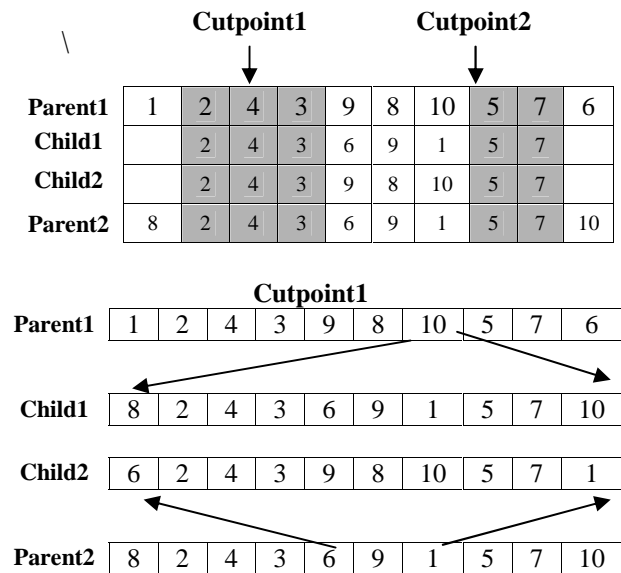 Cutpoint1 Cutpoint2
\
Parent1 1 2 4 3 9 8 10 5 7 6
Child1 2 4 3 6 9 1 5 7
Child2 2 4 3 9 8 10 5 7
Parent2 8 2 4 3 6 9 1 5 7 10
Cutpoint1
Parent1 1 2 4 3 9 8 10 5 7 6
Child1 8 2 4 3 6 9 1 5 7 10
Child2 6 2 4 3 9 8 10 5 7 1
Parent2 8 2 4 3 6 9 1 5 7 10